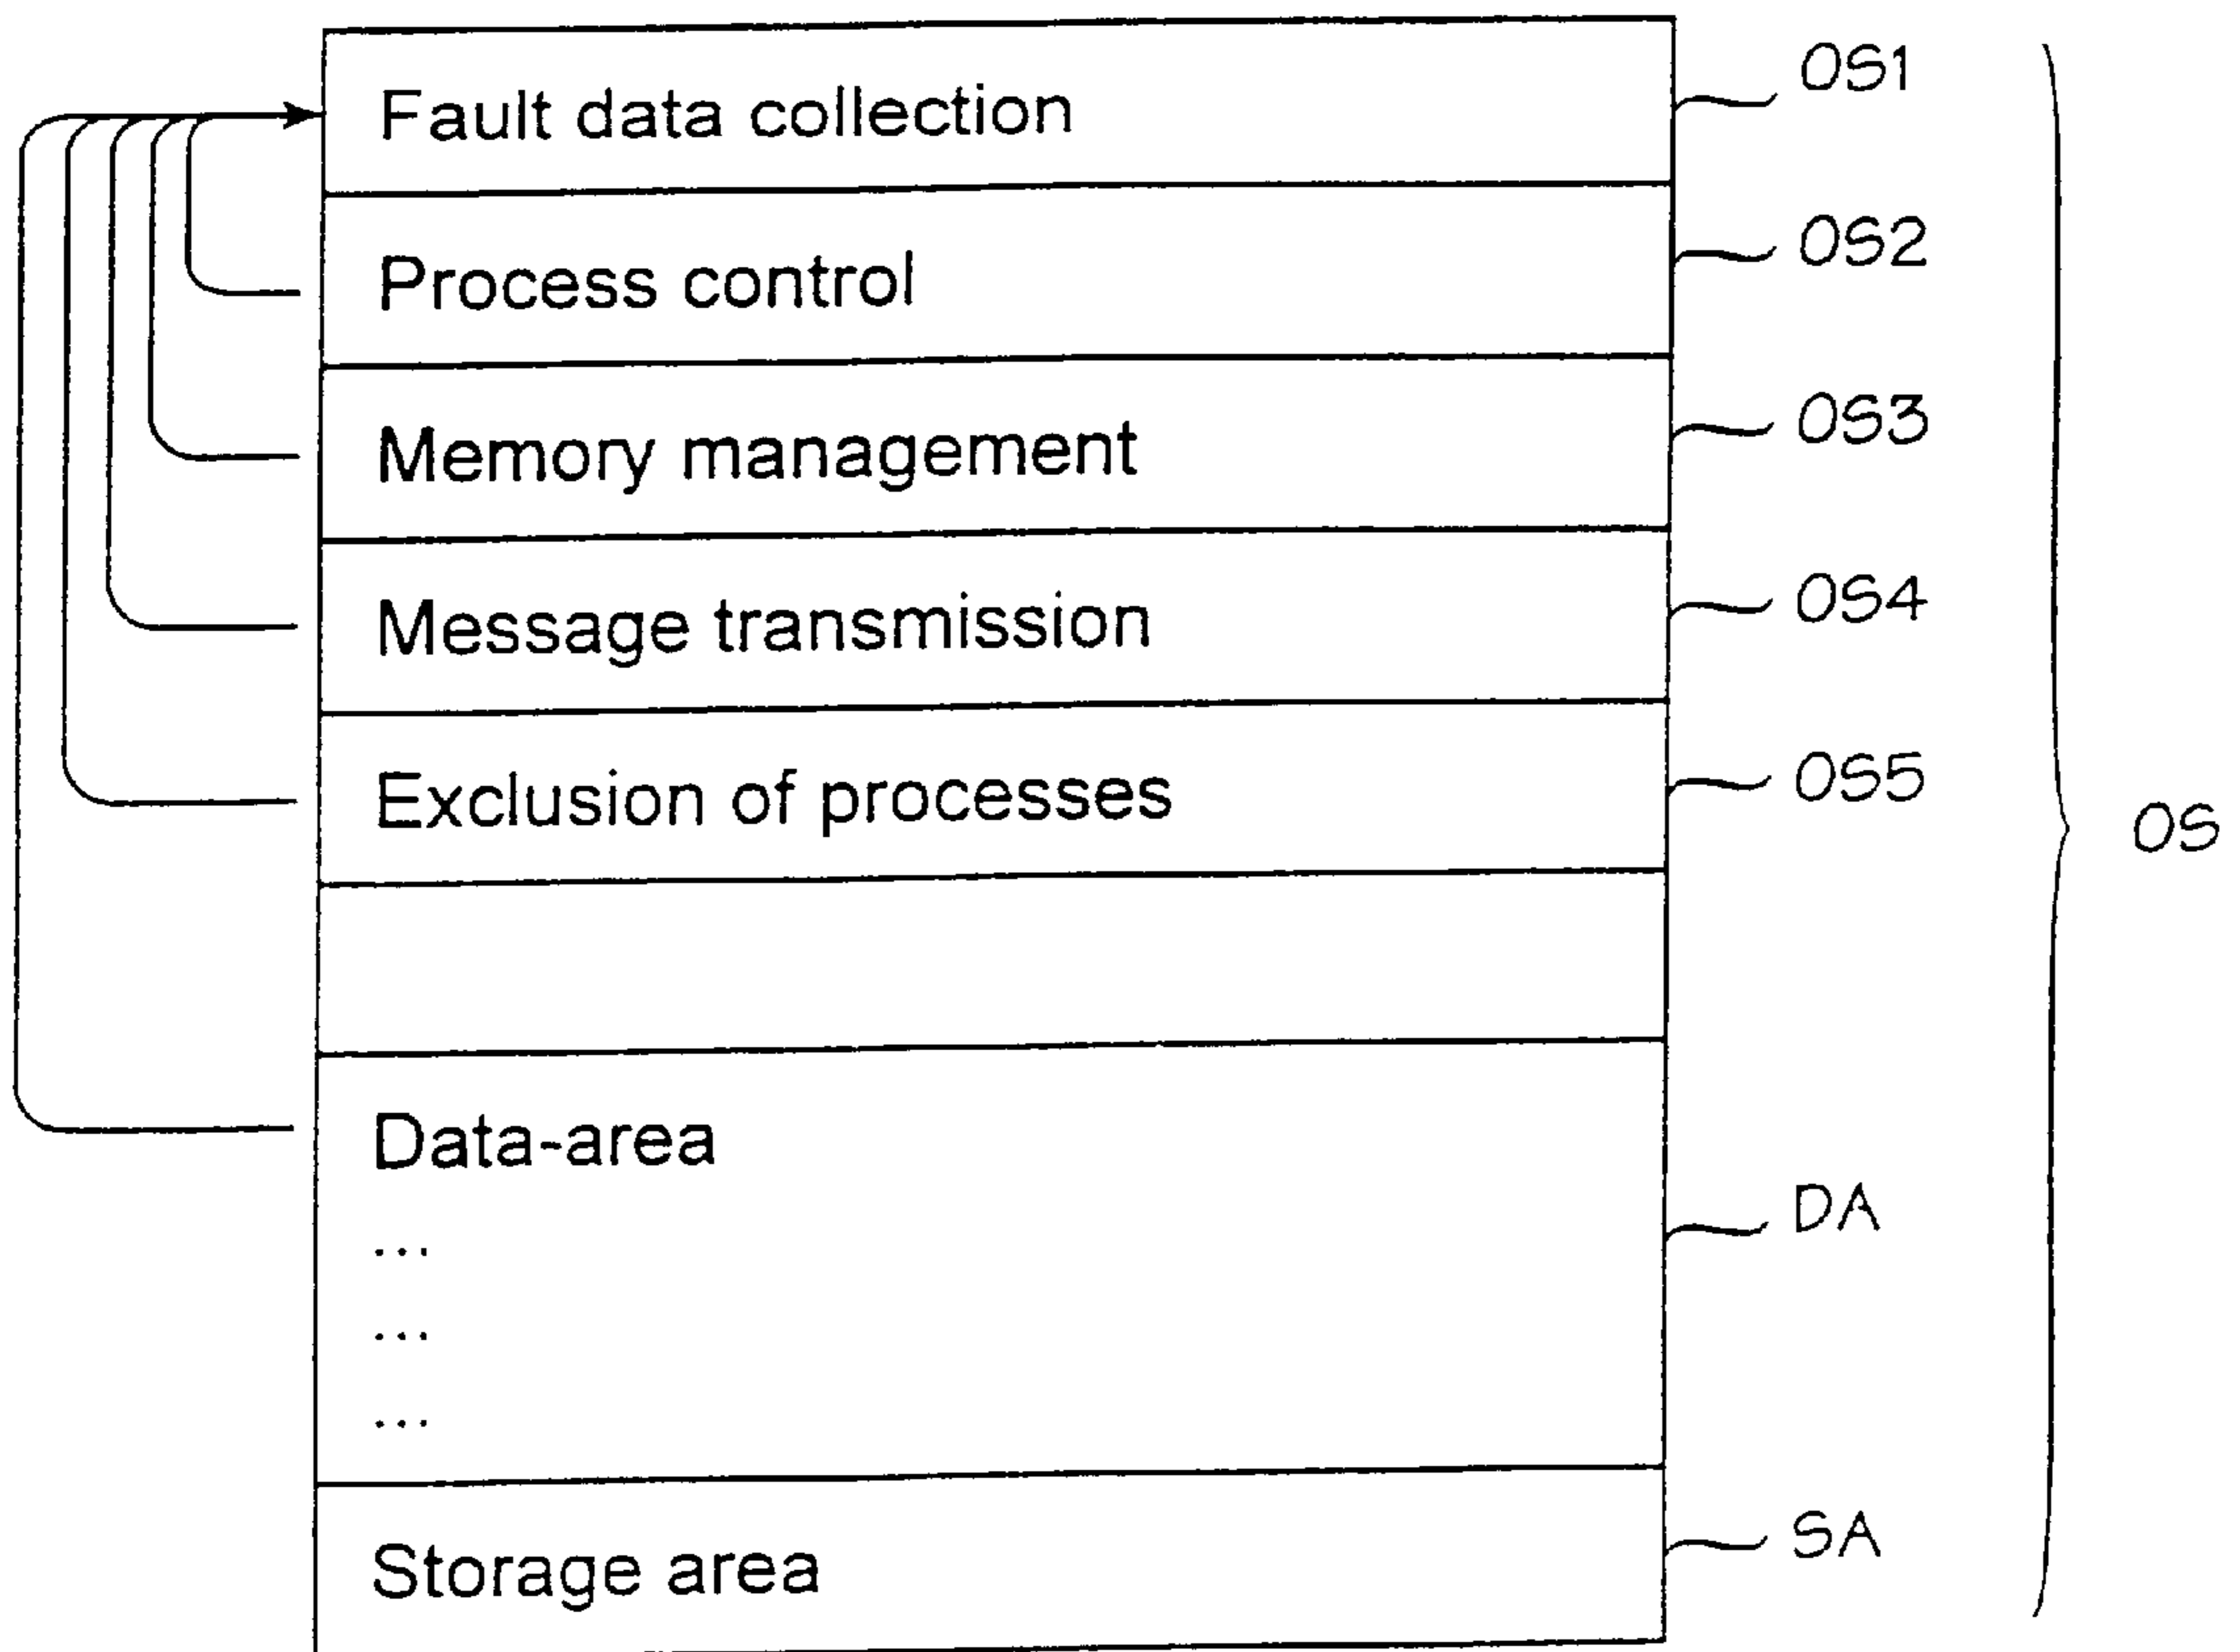 Fault data collection OS1
Process control OS2
Memory management OS3
Message transmission OS4
Exclusion of processes OS5
OS
Data-area
DA
...
...
...
Storage area SA